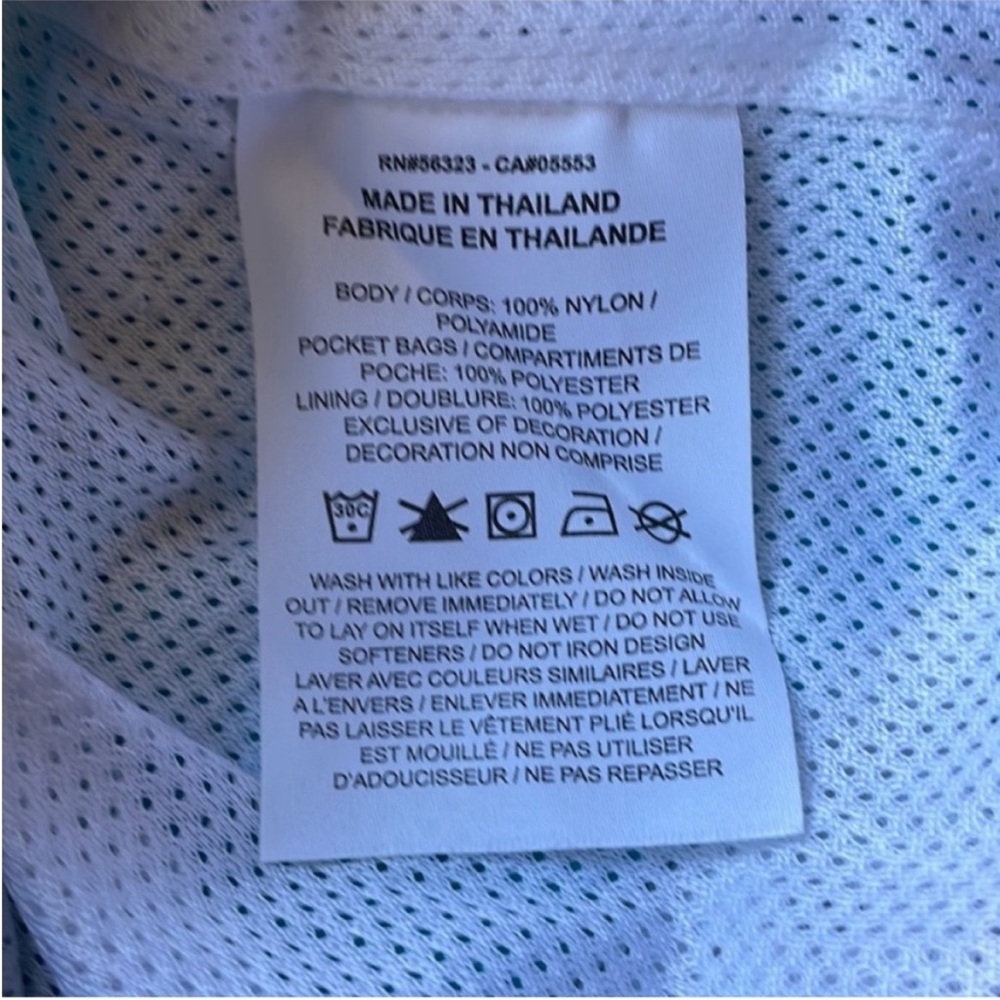 RN#56323 - CA#05553
MADE IN THAILAND
FABRIQUE EN THAILANDE
BODY / CORPS: 100% NYLON /
POLYAMIDE
POCKET BAGS / COMPARTIMENTS DE
POCHE: 100% POLYESTER
LINING / DOUBLURE: 100% POLYESTER
EXCLUSIVE OF DECORATION /
DECORATION NON COMPRISE
30C
WASH WITH LIKE COLORS / WASH INSIDE
OUT / REMOVE IMMEDIATELY / DO NOT ALLOW
TO LAY ON ITSELF WHEN WET / DO NOT USE
SOFTENERS / DO NOT IRON DESIGN
LAVER AVEC COULEURS SIMILAIRES / LAVER
A L'ENVERS / ENLEVER IMMEDIATEMENT / NE
PAS LAISSER LE VÊTEMENT PLIÉ LORSQU'IL
EST MOUILLÉ / NE PAS UTILISER
D'ADOUCISSEUR / NE PAS REPASSER